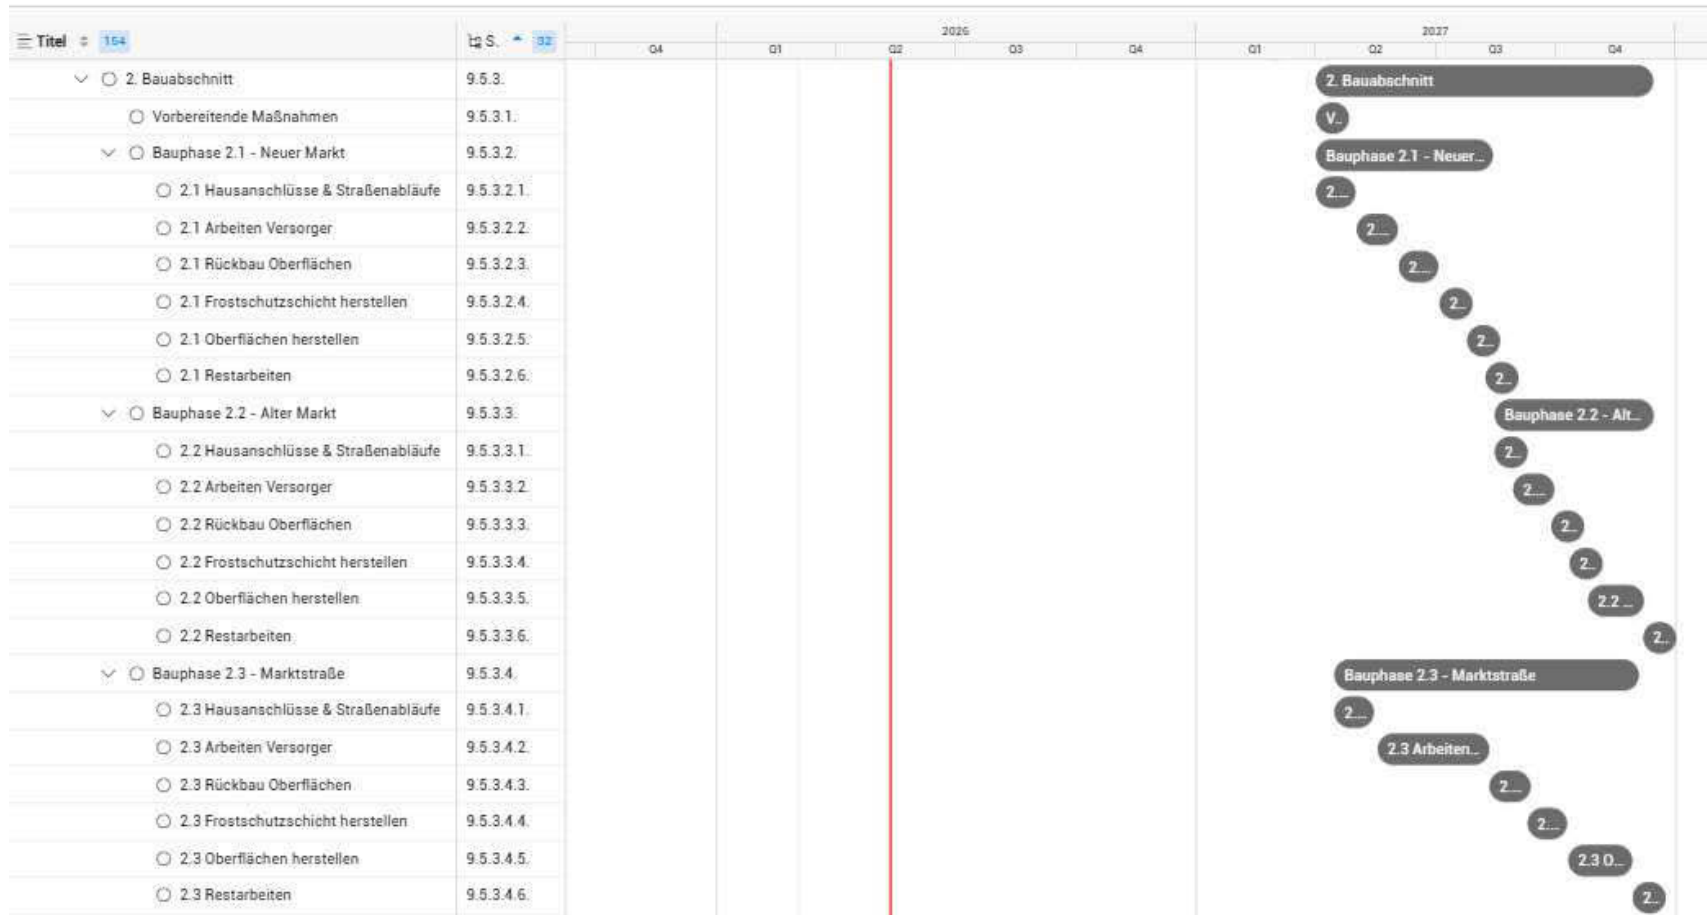 2026 2027
Titel 154 S. 32 Q4 Q1 Q2 Q3 Q4 Q1 Q2 Q3 Q4
2. Bauabschnitt 9.5.3. 2. Bauabschnitt
Vorbereitende Maßnahmen 9.5.3.1. V..
Bauphase 2.1 - Neuer Markt 9.5.3.2. Bauphase 2.1 - Neuer...
2.1 Hausanschlüsse & Straßenabläufe 9.5.3.2.1. 2....
2.1 Arbeiten Versorger 9.5.3.2.2. 2....
2.1 Rückbau Oberflächen 9.5.3.2.3. 2....
2.1 Frostschutzschicht herstellen 9.5.3.2.4. 2..
2.1 Oberflächen herstellen 9.5.3.2.5. 2..
2.1 Restarbeiten 9.5.3.2.6. 2..
Bauphase 2.2 - Alter Markt 9.5.3.3. Bauphase 2.2 - Alt...
2.2 Hausanschlüsse & Straßenabläufe 9.5.3.3.1. 2..
2.2 Arbeiten Versorger 9.5.3.3.2. 2....
2.2 Rückbau Oberflächen 9.5.3.3.3. 2..
2.2 Frostschutzschicht herstellen 9.5.3.3.4. 2..
2.2 Oberflächen herstellen 9.5.3.3.5. 2.2 ...
2.2 Restarbeiten 9.5.3.3.6. 2..
Bauphase 2.3 - Marktstraße 9.5.3.4. Bauphase 2.3 - Marktstraße
2.3 Hausanschlüsse & Straßenabläufe 9.5.3.4.1. 2....
2.3 Arbeiten Versorger 9.5.3.4.2. 2.3 Arbeiten...
2.3 Rückbau Oberflächen 9.5.3.4.3. 2....
2.3 Frostschutzschicht herstellen 9.5.3.4.4. 2....
2.3 Oberflächen herstellen 9.5.3.4.5. 2.3 O...
2.3 Restarbeiten 9.5.3.4.6. 2..